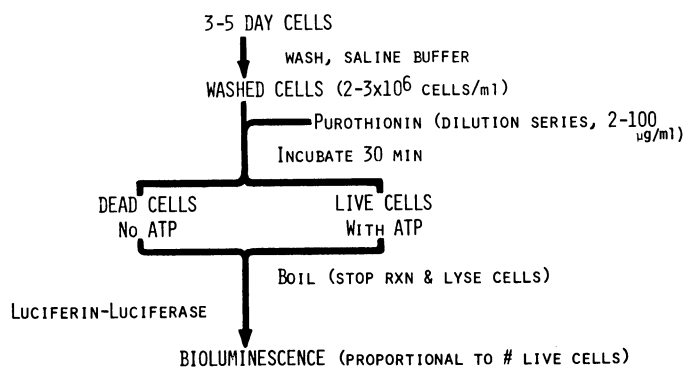 3-5 DAY CELLS
WASH, SALINE BUFFER
WASHED CELLS (2-3x10⁶ CELLS/ml)
PUROTHIONIN (DILUTION SERIES, 2-100
μg/ml)
INCUBATE 30 MIN
DEAD CELLS LIVE CELLS
NO ATP WITH ATP
BOIL (STOP RXN & LYSE CELLS)
LUCIFERIN-LUCIFERASE
BIOLUMINESCENCE (PROPORTIONAL TO # LIVE CELLS)